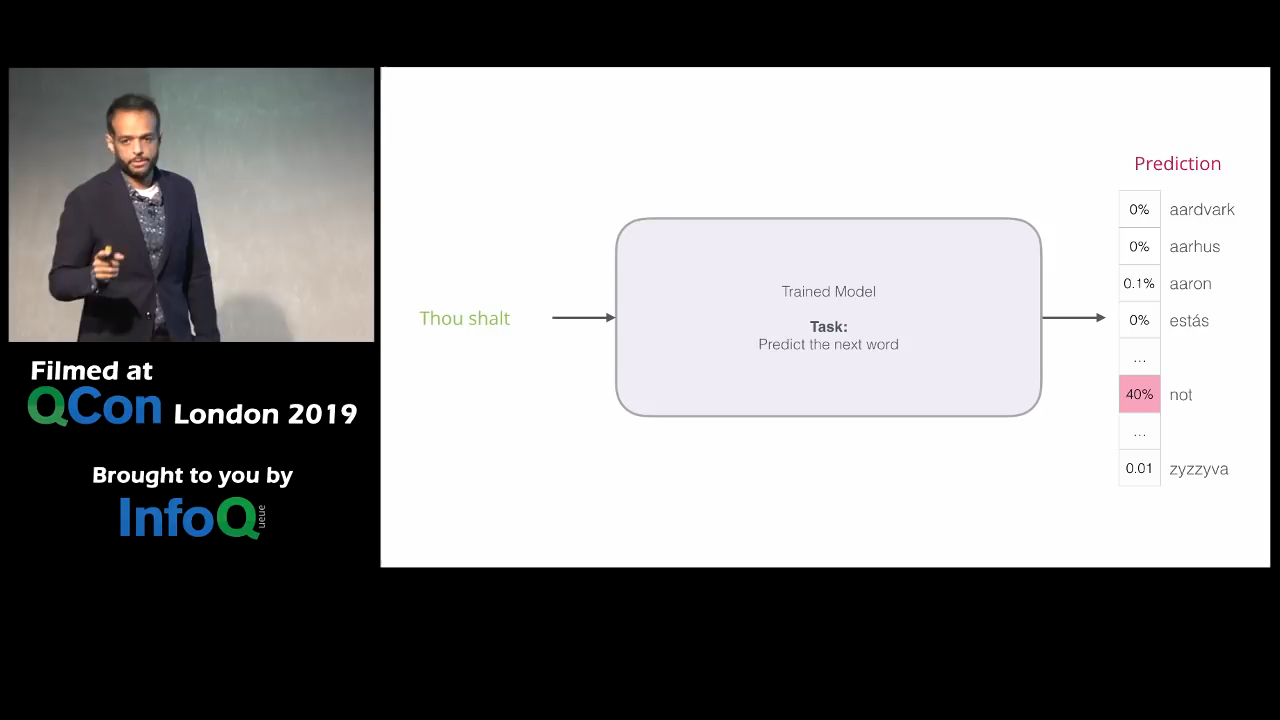 Filmed at
QCon London 2019
Brought to you by
InfoQ
ueue
Thou shalt
Trained Model
Task:
Predict the next word
Prediction
0% aardvark
0% aarhus
0.1% aaron
0% estás
...
40% not
...
0.01 zyzzyva